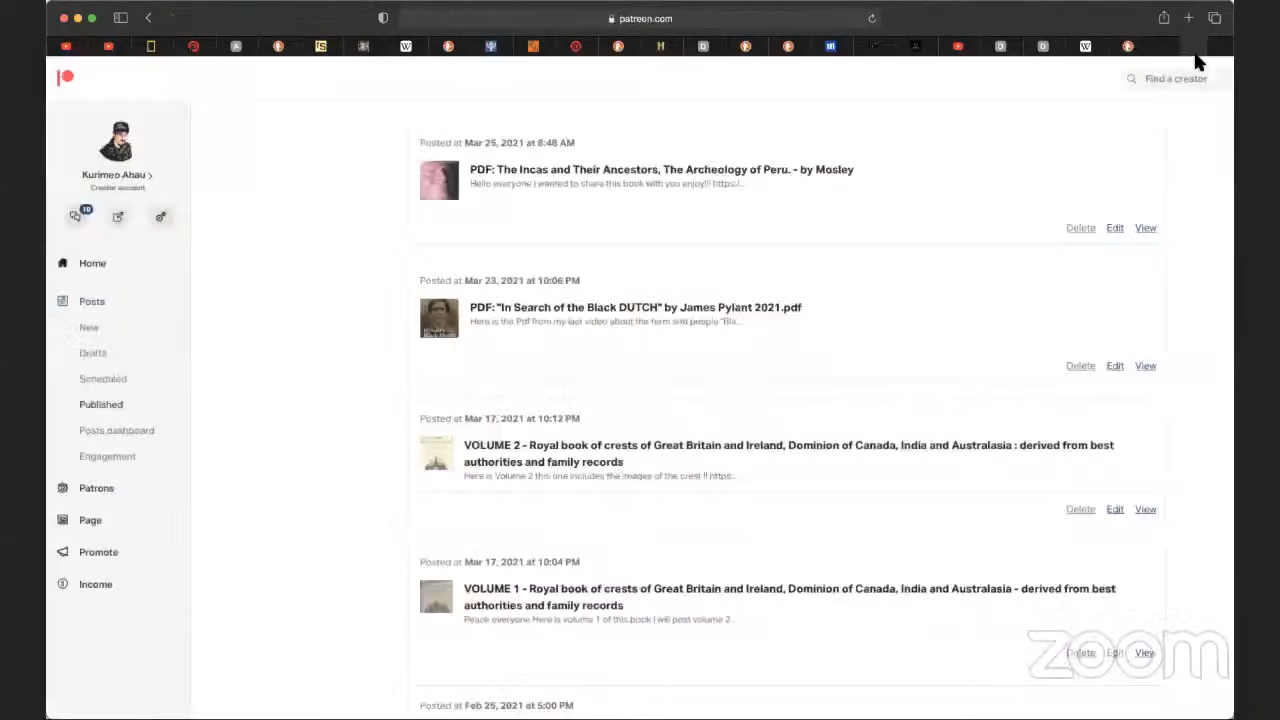 patreon.com
Find a creator
Kurimeo Ahau
Creator account
10
Home
Posts
New
Drafts
Scheduled
Published
Posts dashboard
Engagement
Patrons
Page
Promote
Income
Posted at Mar 25, 2021 at 8:48 AM
PDF: The Incas and Their Ancestors, The Archeology of Peru. - by Mosley
Hello everyone I wanted to share this book with you enjoy!!! https:/...
Delete Edit View
Posted at Mar 23, 2021 at 10:06 PM
PDF: "In Search of the Black DUTCH" by James Pylant 2021.pdf
Here is the Pdf from my last video about the term and people "Bla...
Delete Edit View
Posted at Mar 17, 2021 at 10:12 PM
VOLUME 2 - Royal book of crests of Great Britain and Ireland, Dominion of Canada, India and Australasia : derived from best
authorities and family records
Here is Volume 2 this one includes the images of the crest !! https:...
Delete Edit View
Posted at Mar 17, 2021 at 10:04 PM
VOLUME 1 - Royal book of crests of Great Britain and Ireland, Dominion of Canada, India and Australasia - derived from best
authorities and family records
Peace everyone Here is volume 1 of this book I will post volume 2...
Delete Edit View
zoom
Posted at Feb 25, 2021 at 5:00 PM